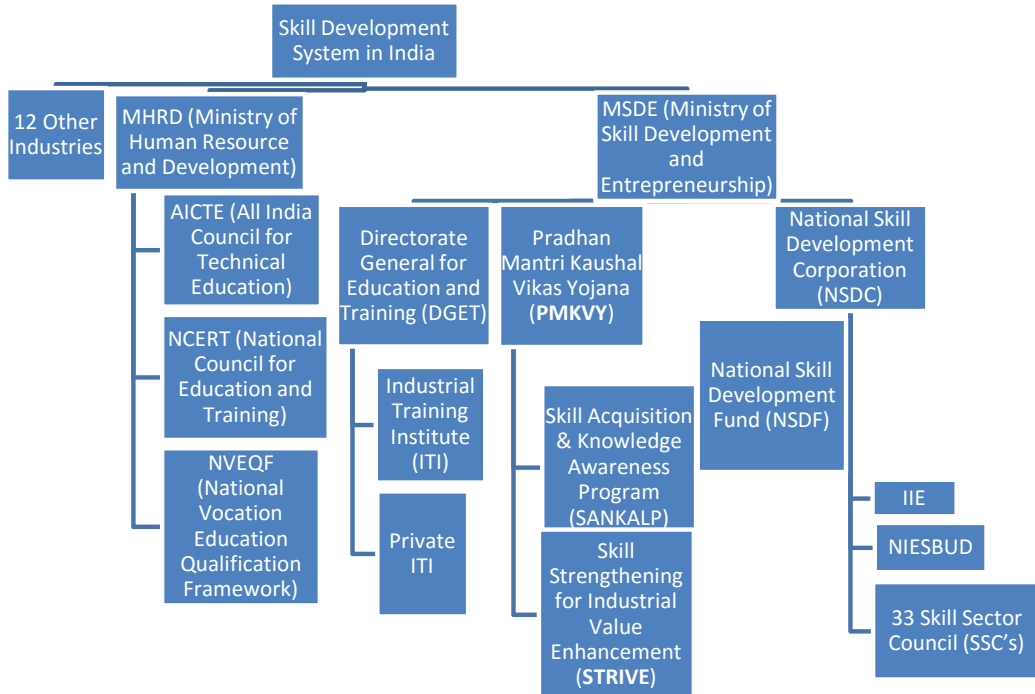 Skill Development
System in India
12 Other
Industries
MHRD (Ministry of
Human Resource
and Development)
MSDE (Ministry of
Skill Development
and
Entrepreneurship)
AICTE (All India
Council for
Technical
Education)
NCERT (National
Council for
Education and
Training)
NVEQF
(National
Vocation
Education
Qualification
Framework)
Directorate
General for
Education and
Training (DGET)
Industrial
Training
Institute
(ITI)
Private
ITI
Pradhan
Mantri Kaushal
Vikas Yojana
(PMKVY)
Skill Acquisition
& Knowledge
Awareness
Program
(SANKALP)
Skill
Strengthening
for Industrial
Value
Enhancement
(STRIVE)
National Skill
Development
Corporation
(NSDC)
National Skill
Development
Fund (NSDF)
IIE
NIESBUD
33 Skill Sector
Council (SSC’s)